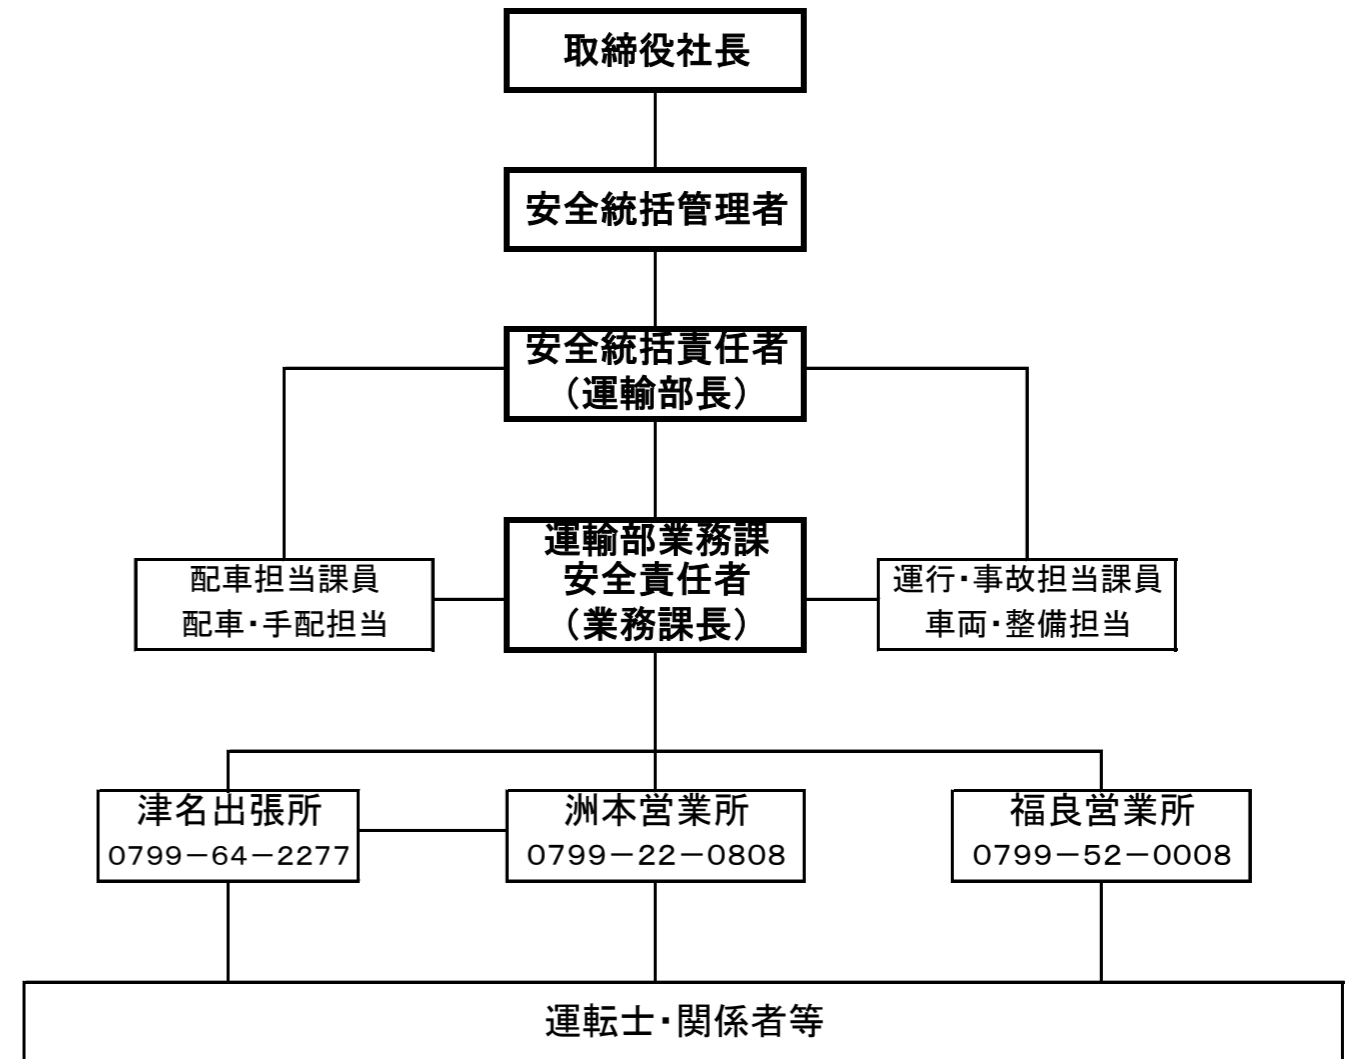 取締役社長
安全統括管理者
安全統括責任者
（運輸部長）
運輸部業務課
安全責任者
（業務課長）
配車担当課員
配車・手配担当
運行・事故担当課員
車両・整備担当
津名出張所
0799－64－2277
洲本営業所
0799－22－0808
福良営業所
0799－52－0008
運転士・関係者等